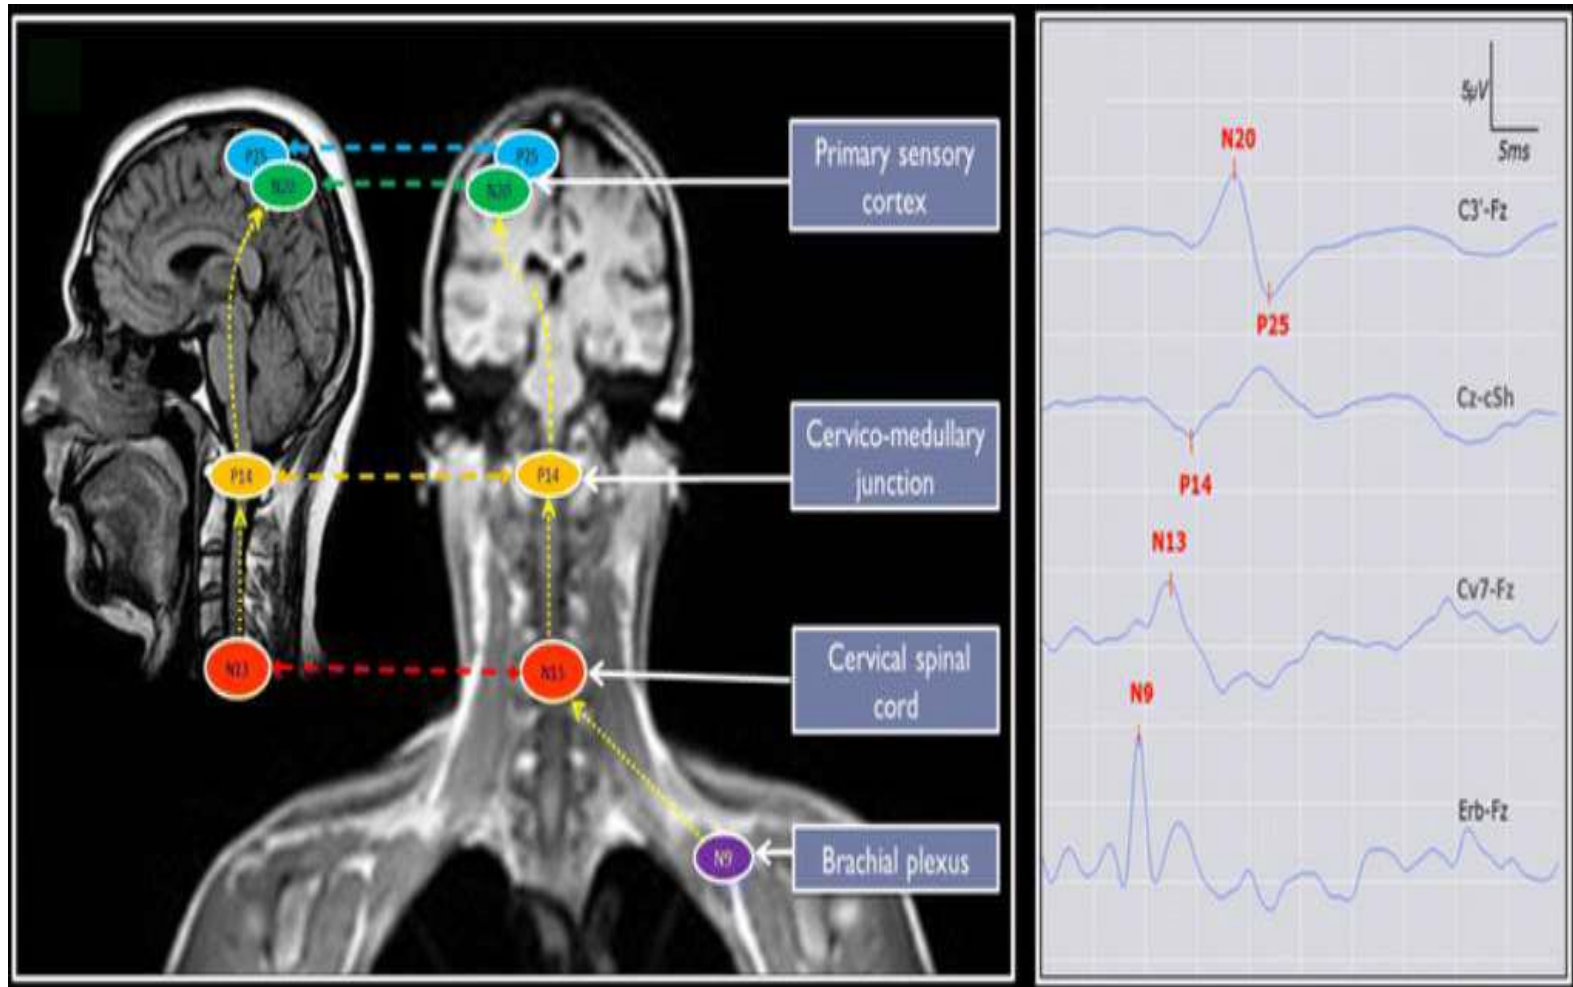 P25
P25
N20
N20
Primary sensory
cortex
P14
P14
Cervico-medullary
junction
N13
N13
Cervical spinal
cord
N9
Brachial plexus
5µV
5ms
N20
C3'-Fz
P25
Cz-cSh
P14
N13
Cv7-Fz
N9
Erb-Fz